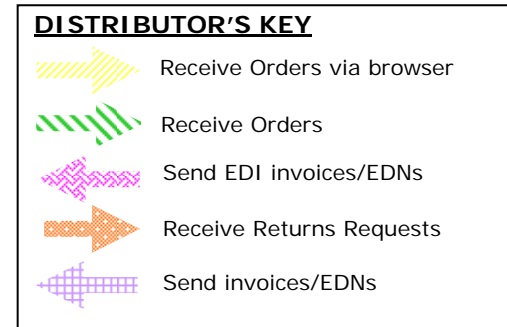 DISTRIBUTOR'S KEY
Receive Orders via browser
Receive Orders
Send EDI invoices/EDNs
Receive Returns Requests
Send invoices/EDNs